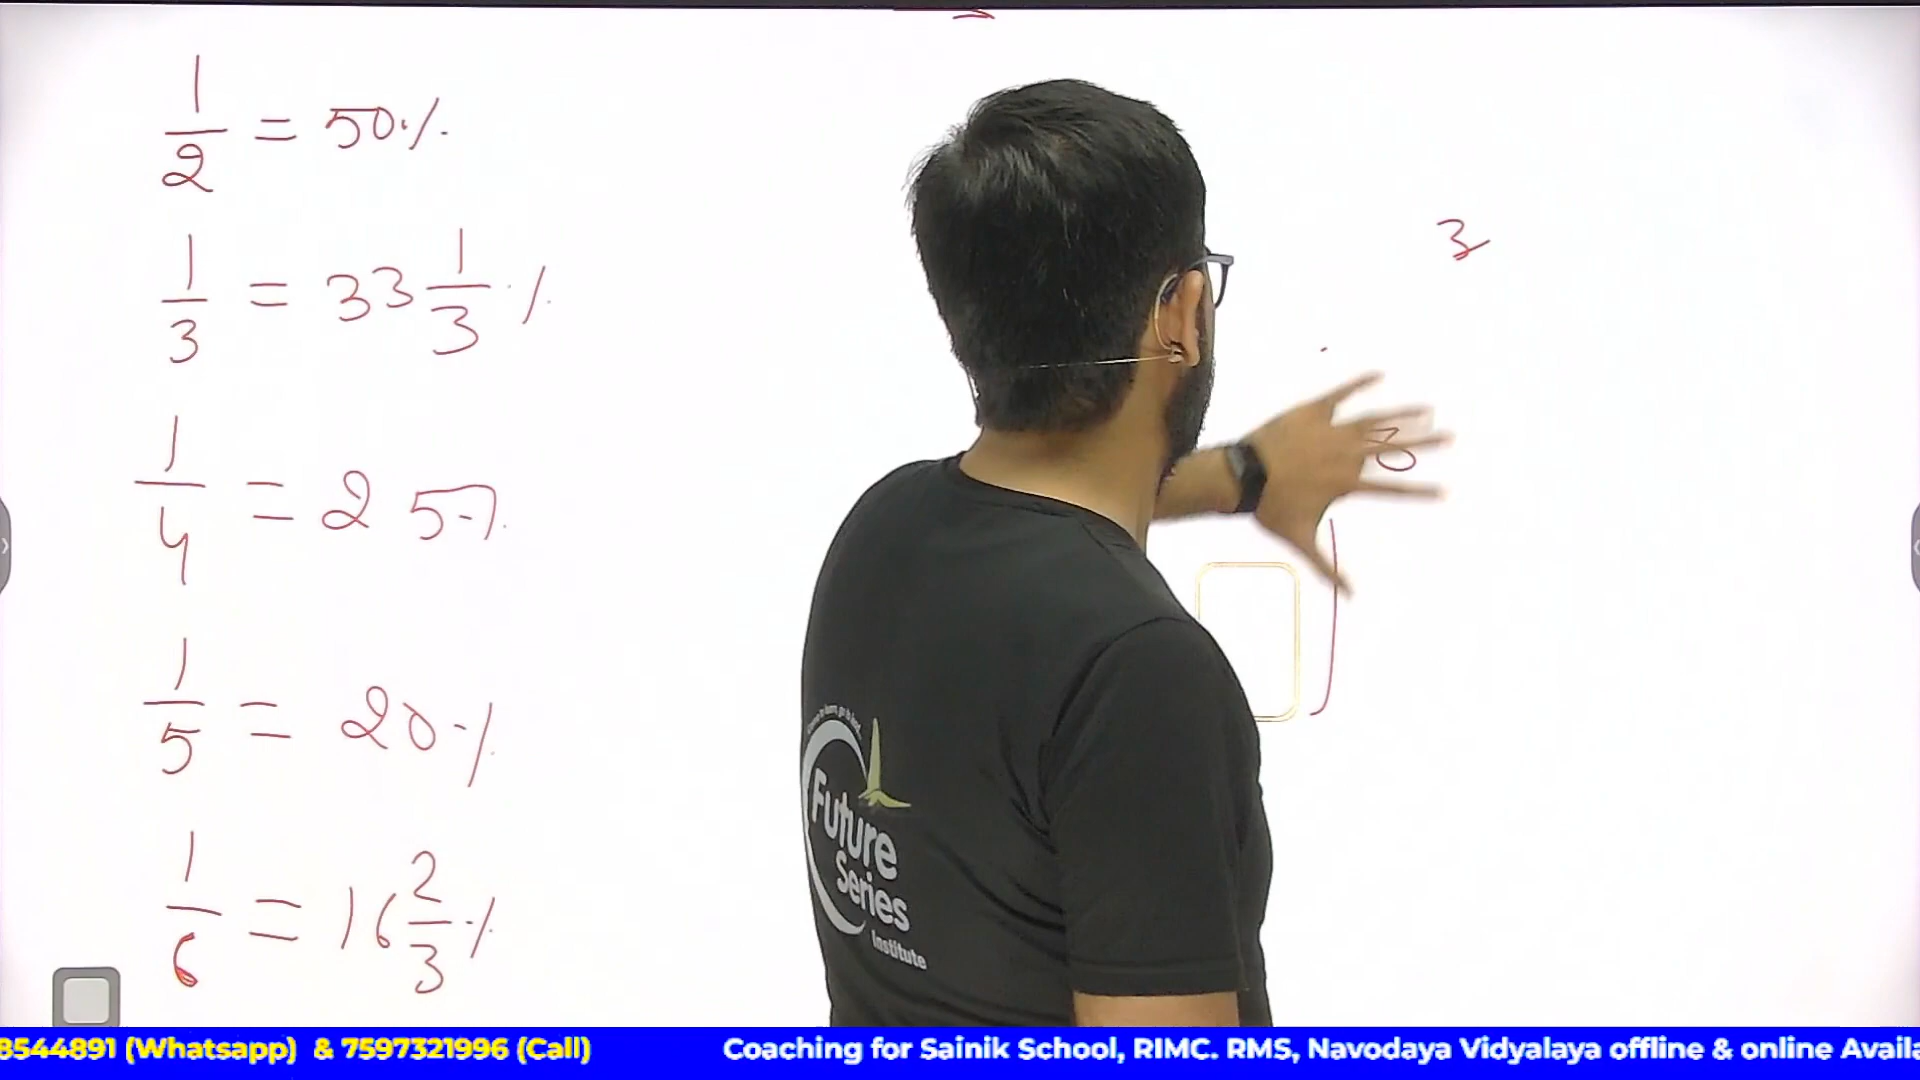 1/2 = 50%
1/3 = 33 1/3 %
1/4 = 25%
1/5 = 20%
1/6 = 16 2/3 %
3
Future
Series
Institute
8544891 (Whatsapp) & 7597321996 (Call) Coaching for Sainik School, RIMC. RMS, Navodaya Vidyalaya offline & online Availa